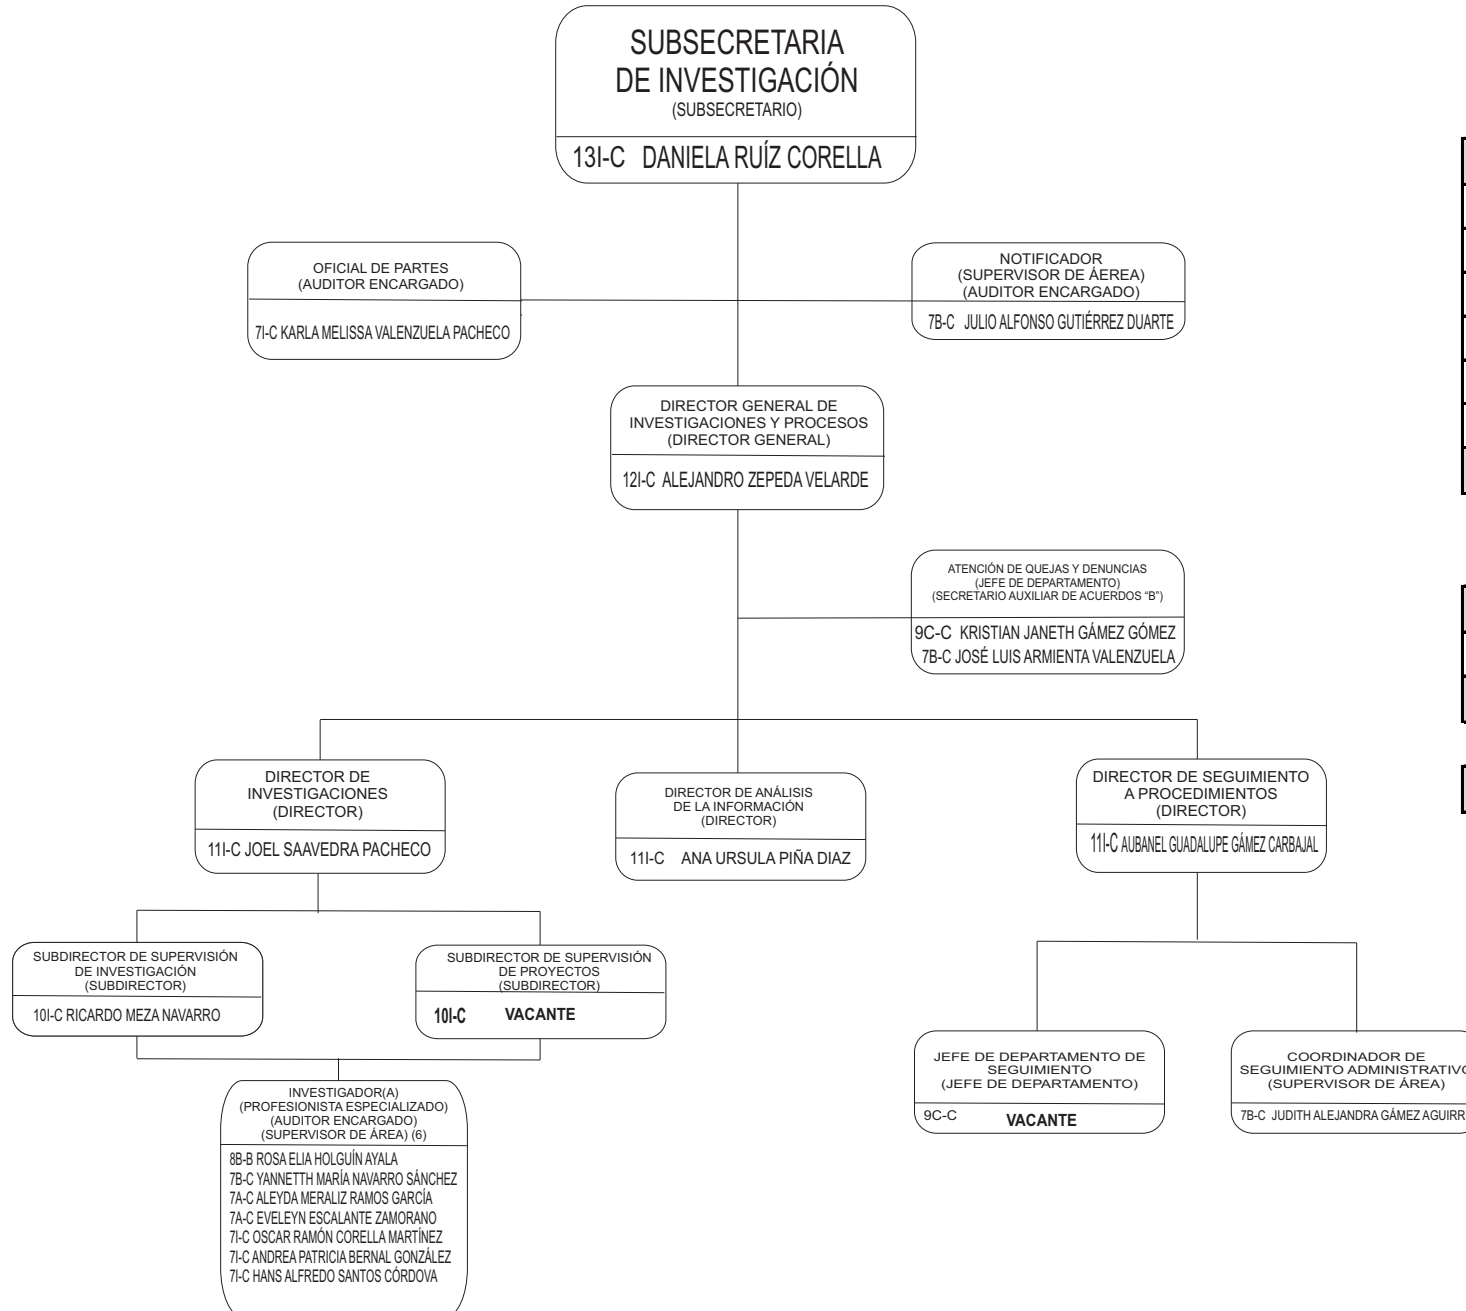 SUBSECRETARIA
DE INVESTIGACIÓN
(SUBSECRETARIO)
13I-C DANIELA RUÍZ CORELLA
OFICIAL DE PARTES
(AUDITOR ENCARGADO)
7I-C KARLA MELISSA VALENZUELA PACHECO
NOTIFICADOR
(SUPERVISOR DE ÁEREA)
(AUDITOR ENCARGADO)
7B-C JULIO ALFONSO GUTIÉRREZ DUARTE
DIRECTOR GENERAL DE
INVESTIGACIONES Y PROCESOS
(DIRECTOR GENERAL)
12I-C ALEJANDRO ZEPEDA VELARDE
ATENCIÓN DE QUEJAS Y DENUNCIAS
(JEFE DE DEPARTAMENTO)
(SECRETARIO AUXILIAR DE ACUERDOS “B”)
9C-C KRISTIAN JANETH GÁMEZ GÓMEZ
7B-C JOSÉ LUIS ARMIENTA VALENZUELA
DIRECTOR DE
INVESTIGACIONES
(DIRECTOR)
11I-C JOEL SAAVEDRA PACHECO
DIRECTOR DE ANÁLISIS
DE LA INFORMACIÓN
(DIRECTOR)
11I-C ANA URSULA PIÑA DIAZ
DIRECTOR DE SEGUIMIENTO
A PROCEDIMIENTOS
(DIRECTOR)
11I-C AUBANEL GUADALUPE GÁMEZ CARBAJAL
SUBDIRECTOR DE SUPERVISIÓN
DE INVESTIGACIÓN
(SUBDIRECTOR)
10I-C RICARDO MEZA NAVARRO
SUBDIRECTOR DE SUPERVISIÓN
DE PROYECTOS
(SUBDIRECTOR)
10I-C VACANTE
INVESTIGADOR(A)
(PROFESIONISTA ESPECIALIZADO)
(AUDITOR ENCARGADO)
(SUPERVISOR DE ÁREA) (6)
8B-B ROSA ELIA HOLGUÍN AYALA
7B-C YANNETTH MARÍA NAVARRO SÁNCHEZ
7A-C ALEYDA MERALIZ RAMOS GARCÍA
7A-C EVELEYN ESCALANTE ZAMORANO
7I-C OSCAR RAMÓN CORELLA MARTÍNEZ
7I-C ANDREA PATRICIA BERNAL GONZÁLEZ
7I-C HANS ALFREDO SANTOS CÓRDOVA
JEFE DE DEPARTAMENTO DE
SEGUIMIENTO
(JEFE DE DEPARTAMENTO)
9C-C VACANTE
COORDINADOR DE
SEGUIMIENTO ADMINISTRATIVO
(SUPERVISOR DE ÁREA)
7B-C JUDITH ALEJANDRA GÁMEZ AGUIRR